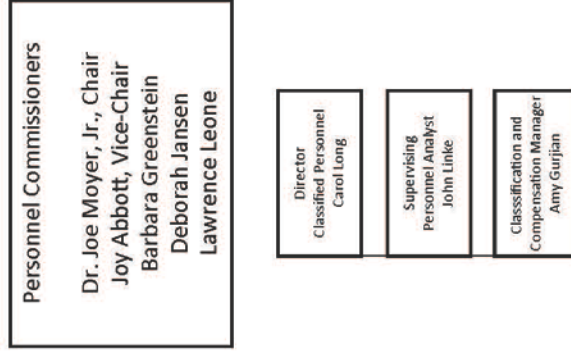 Personnel Commissioners
Dr. Joe Moyer, Jr., Chair
Joy Abbott, Vice-Chair
Barbara Greenstein
Deborah Jansen
Lawrence Leone
Director
Classified Personnel
Carol Long
Supervising
Personnel Analyst
John Linke
Classsification and
Compensation Manager
Amy Gurjian